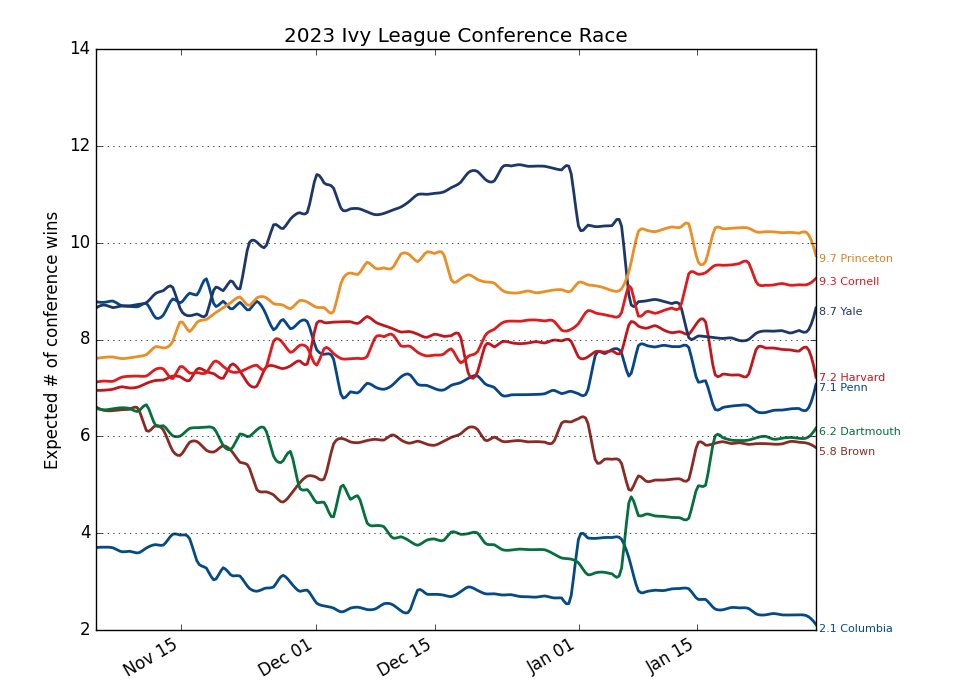 2023 Ivy League Conference Race
Expected # of conference wins
14
12
10
8
6
4
2
Nov 15
Dec 01
Dec 15
Jan 01
Jan 15
9.7 Princeton
9.3 Cornell
8.7 Yale
7.2 Harvard
7.1 Penn
6.2 Dartmouth
5.8 Brown
2.1 Columbia